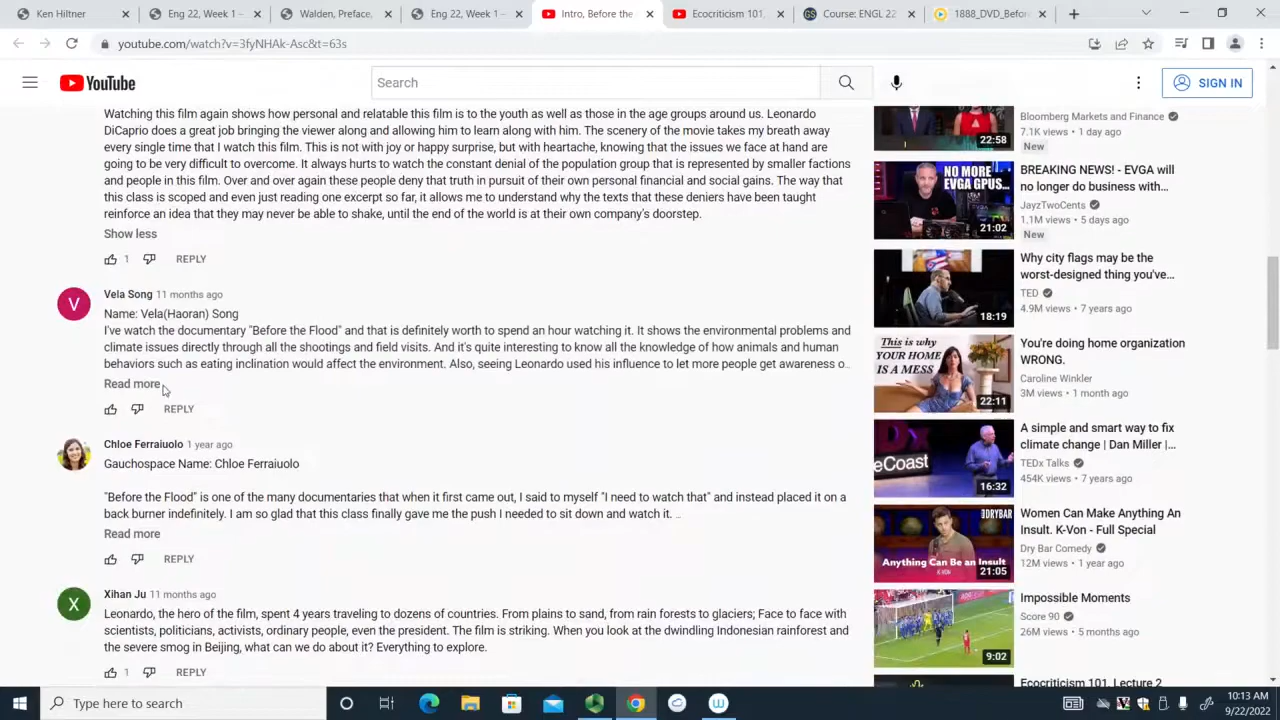 Ken Hiltner -
Eng 22, Week 1 –
Walden, Preface,
Eng 22, Week 1 –
Intro, Before the
Ecocriticism 101,
Course: ENGL 22
1888_DVD_Befor
youtube.com/watch?v=3fyNHAk-Asc&t=63s
YouTube
Search
SIGN IN
Watching this film again shows how personal and relatable this film is to the youth as well as those in the age groups around us. Leonardo
DiCaprio does a great job bringing the viewer along and allowing him to learn along with him. The scenery of the movie takes my breath away
every single time that I watch this film. This is not with joy or happy surprise, but with heartache, knowing that the issues we face at hand are
going to be very difficult to overcome. It always hurts to watch the constant denial of the population group that is represented by smaller factions
and people in this film. Over and over again these people deny that truth in pursuit of their own personal financial and social gains. The way that
this class is scoped and even just reading one excerpt so far, it allows me to understand why the texts that these deniers have been taught
reinforce an idea that they may never be able to shake, until the end of the world is at their own company's doorstep.
Show less
1
REPLY
V
Vela Song 11 months ago
Name: Vela(Haoran) Song
I've watch the documentary "Before the Flood" and that is definitely worth to spend an hour watching it. It shows the environmental problems and
climate issues directly through all the shootings and field visits. And it's quite interesting to know all the knowledge of how animals and human
behaviors such as eating inclination would affect the environment. Also, seeing Leonardo used his influence to let more people get awareness o...
Read more
REPLY
Chloe Ferraiuolo 1 year ago
Gauchospace Name: Chloe Ferraiuolo
"Before the Flood" is one of the many documentaries that when it first came out, I said to myself "I need to watch that" and instead placed it on a
back burner indefinitely. I am so glad that this class finally gave me the push I needed to sit down and watch it. ...
Read more
REPLY
X
Xihan Ju 11 months ago
Leonardo, the hero of the film, spent 4 years traveling to dozens of countries. From plains to sand, from rain forests to glaciers; Face to face with
scientists, politicians, activists, ordinary people, even the president. The film is striking. When you look at the dwindling Indonesian rainforest and
the severe smog in Beijing, what can we do about it? Everything to explore.
1
REPLY
22:58
Bloomberg Markets and Finance
7.1K views • 1 day ago
New
NO MORE
EVGA GPUS...
21:02
BREAKING NEWS! - EVGA will
no longer do business with...
JayzTwoCents
1.1M views • 5 days ago
New
18:19
Why city flags may be the
worst-designed thing you've...
TED
4.9M views • 7 years ago
This is why
YOUR HOME
IS A MESS
22:11
You're doing home organization
WRONG.
Caroline Winkler
3M views • 1 month ago
eCoast
16:32
A simple and smart way to fix
climate change | Dan Miller |...
TEDx Talks
454K views • 7 years ago
DRYBAR
Anything Can Be an Insult
K-VON
21:05
Women Can Make Anything An
Insult. K-Von - Full Special
Dry Bar Comedy
12M views • 1 year ago
9:02
Impossible Moments
Score 90
26M views • 5 months ago
Ecocriticism 101, Lecture 2
Type here to search
10:13 AM
9/22/2022